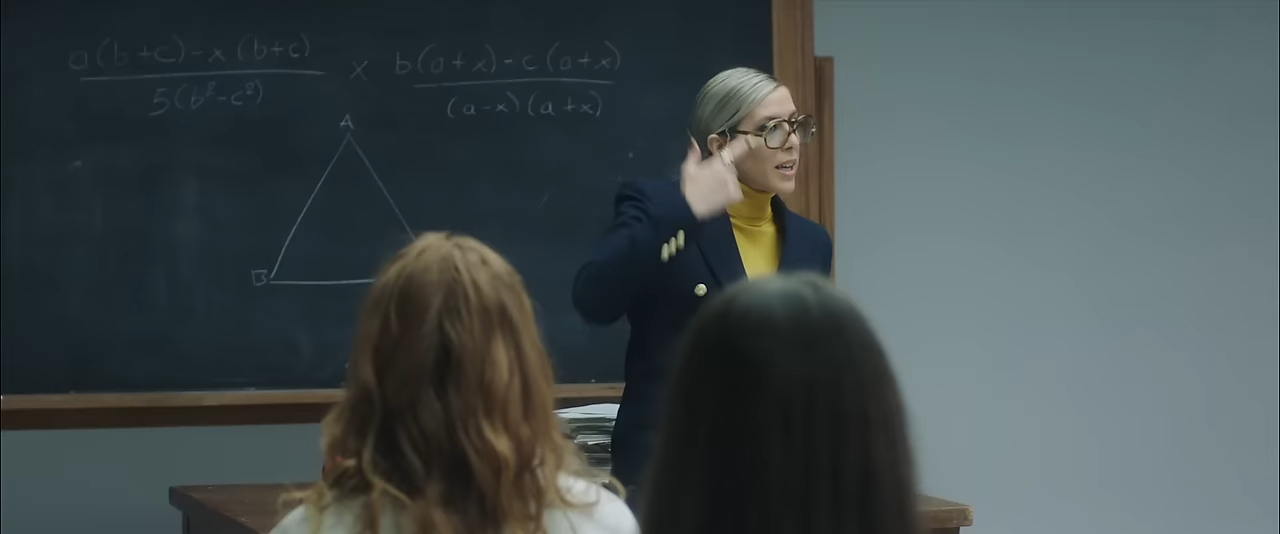 a(b+c)-x(b+c) x b(a+x)-c(a+x)
5(b²-c²) (a-x)(a+x)
A
B